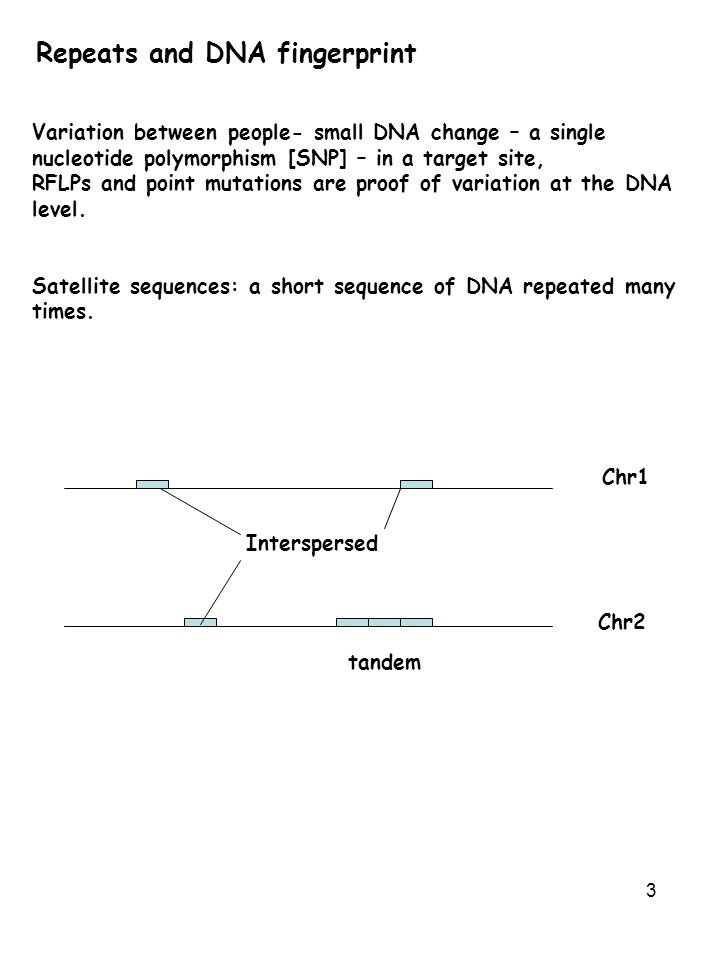 Repeats and DNA fingerprint
Variation between people- small DNA change – a single
nucleotide polymorphism [SNP] – in a target site,
RFLPs and point mutations are proof of variation at the DNA
level.
Satellite sequences: a short sequence of DNA repeated many
times.
Chr1
Interspersed
Chr2
tandem
3